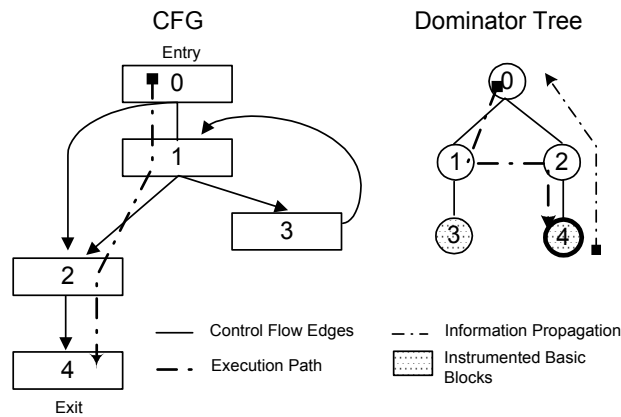 CFG
Dominator Tree
Entry
0
1
3
2
4
Exit
0
1
2
3
4
Control Flow Edges
Execution Path
Information Propagation
Instrumented Basic
Blocks